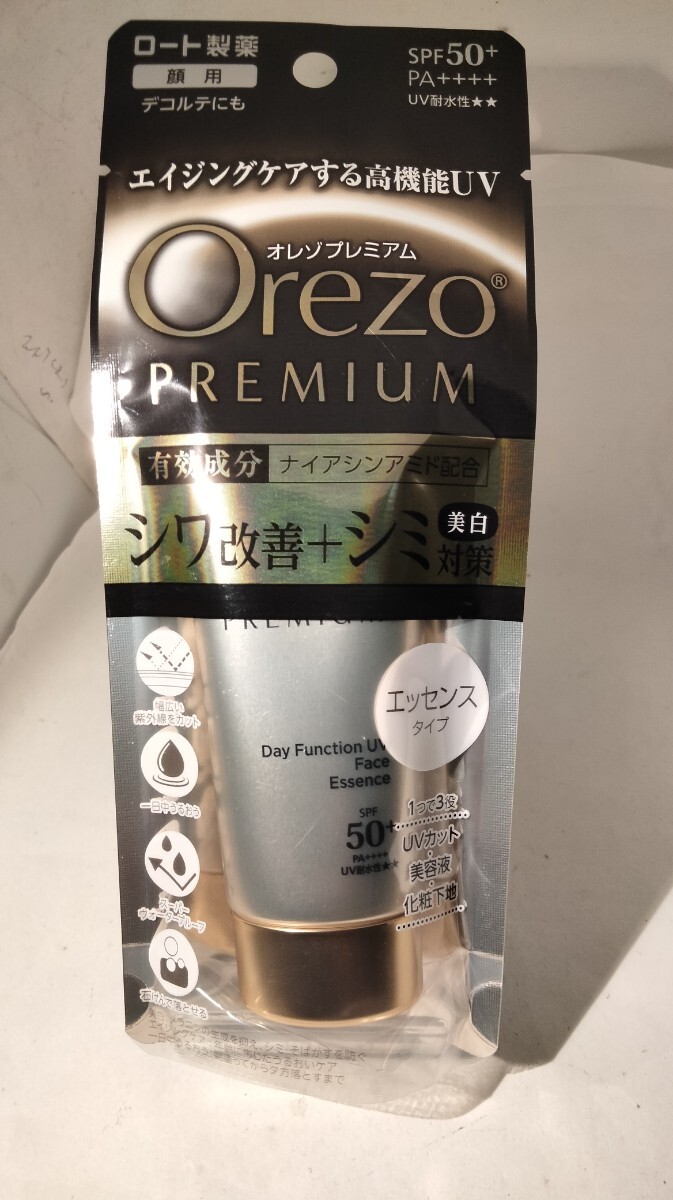 ロート製薬
顔用
デコルテにも
SPF50+
PA++++
UV耐水性★★
エイジングケアする高機能UV
オレゾプレミアム
Orezo®
PREMIUM
有効成分 ナイアシンアミド配合
シワ改善+シミ 美白 対策
PREMIUM
エッセンス
タイプ
幅広い
紫外線をカット
一日中うるおう
スーパー
ウォータープルーフ
石けんで落とせる
Day Function UV
Face
Essence
SPF
50+
PA++++
UV耐水性★★
1つで3役
UVカット
美容液
化粧下地